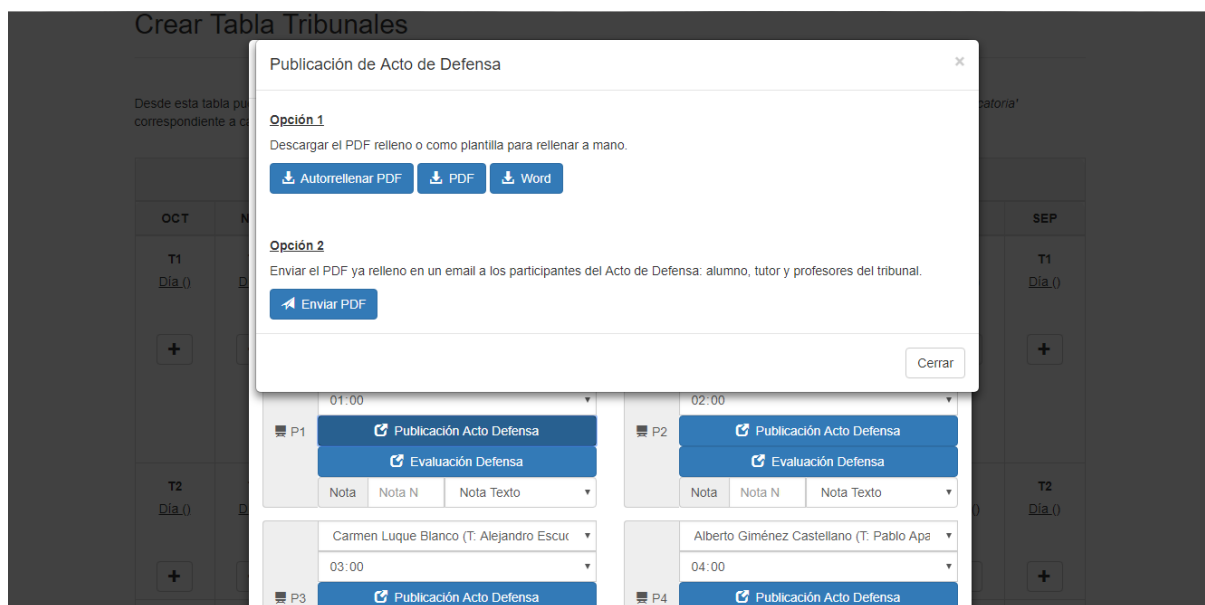 Crear Tabla Tribunales
Publicación de Acto de Defensa ×
Desde esta tabla
catoria'
correspondiente a
Opción 1
Descargar el PDF relleno o como plantilla para rellenar a mano.
Autorrellenar PDF PDF Word
OCT N SEP
Opción 2
T1 T1
Enviar el PDF ya relleno en un email a los participantes del Acto de Defensa: alumno, tutor y profesores del tribunal.
Día () D Día ()
Enviar PDF
+ +
Cerrar
01:00 02:00
P1 Publicación Acto Defensa P2 Publicación Acto Defensa
Evaluación Defensa Evaluación Defensa
T2 Nota Nota N Nota Texto Nota Nota N Nota Texto T2
Día () D () Día ()
Carmen Luque Blanco (T: Alejandro Escuc Alberto Giménez Castellano (T: Pablo Apa
03:00 04:00
+ +
P3 Publicación Acto Defensa P4 Publicación Acto Defensa